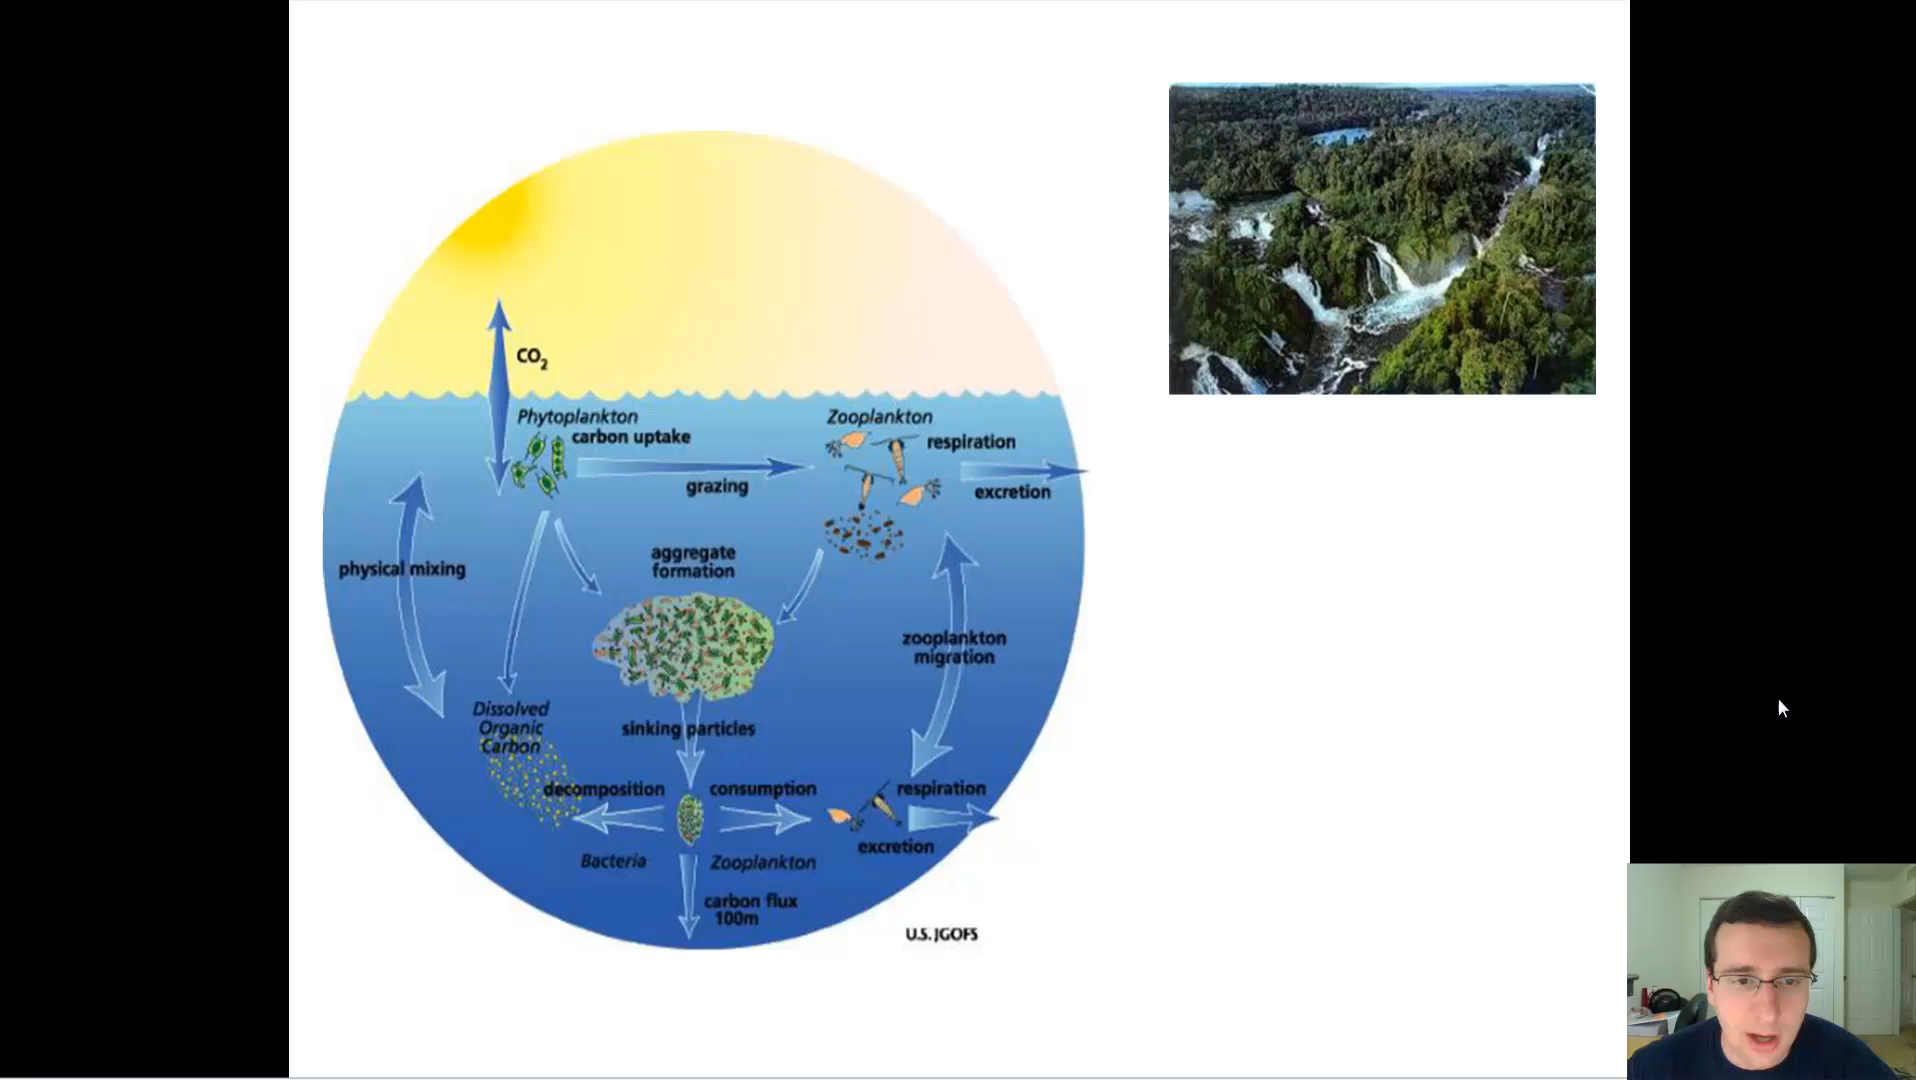 CO2
Phytoplankton
carbon uptake
grazing
Zooplankton
respiration
excretion
physical mixing
aggregate
formation
zooplankton
migration
Dissolved
Organic
Carbon
sinking particles
decomposition
consumption
respiration
excretion
Bacteria
Zooplankton
carbon flux
100m
U.S. JGOFS